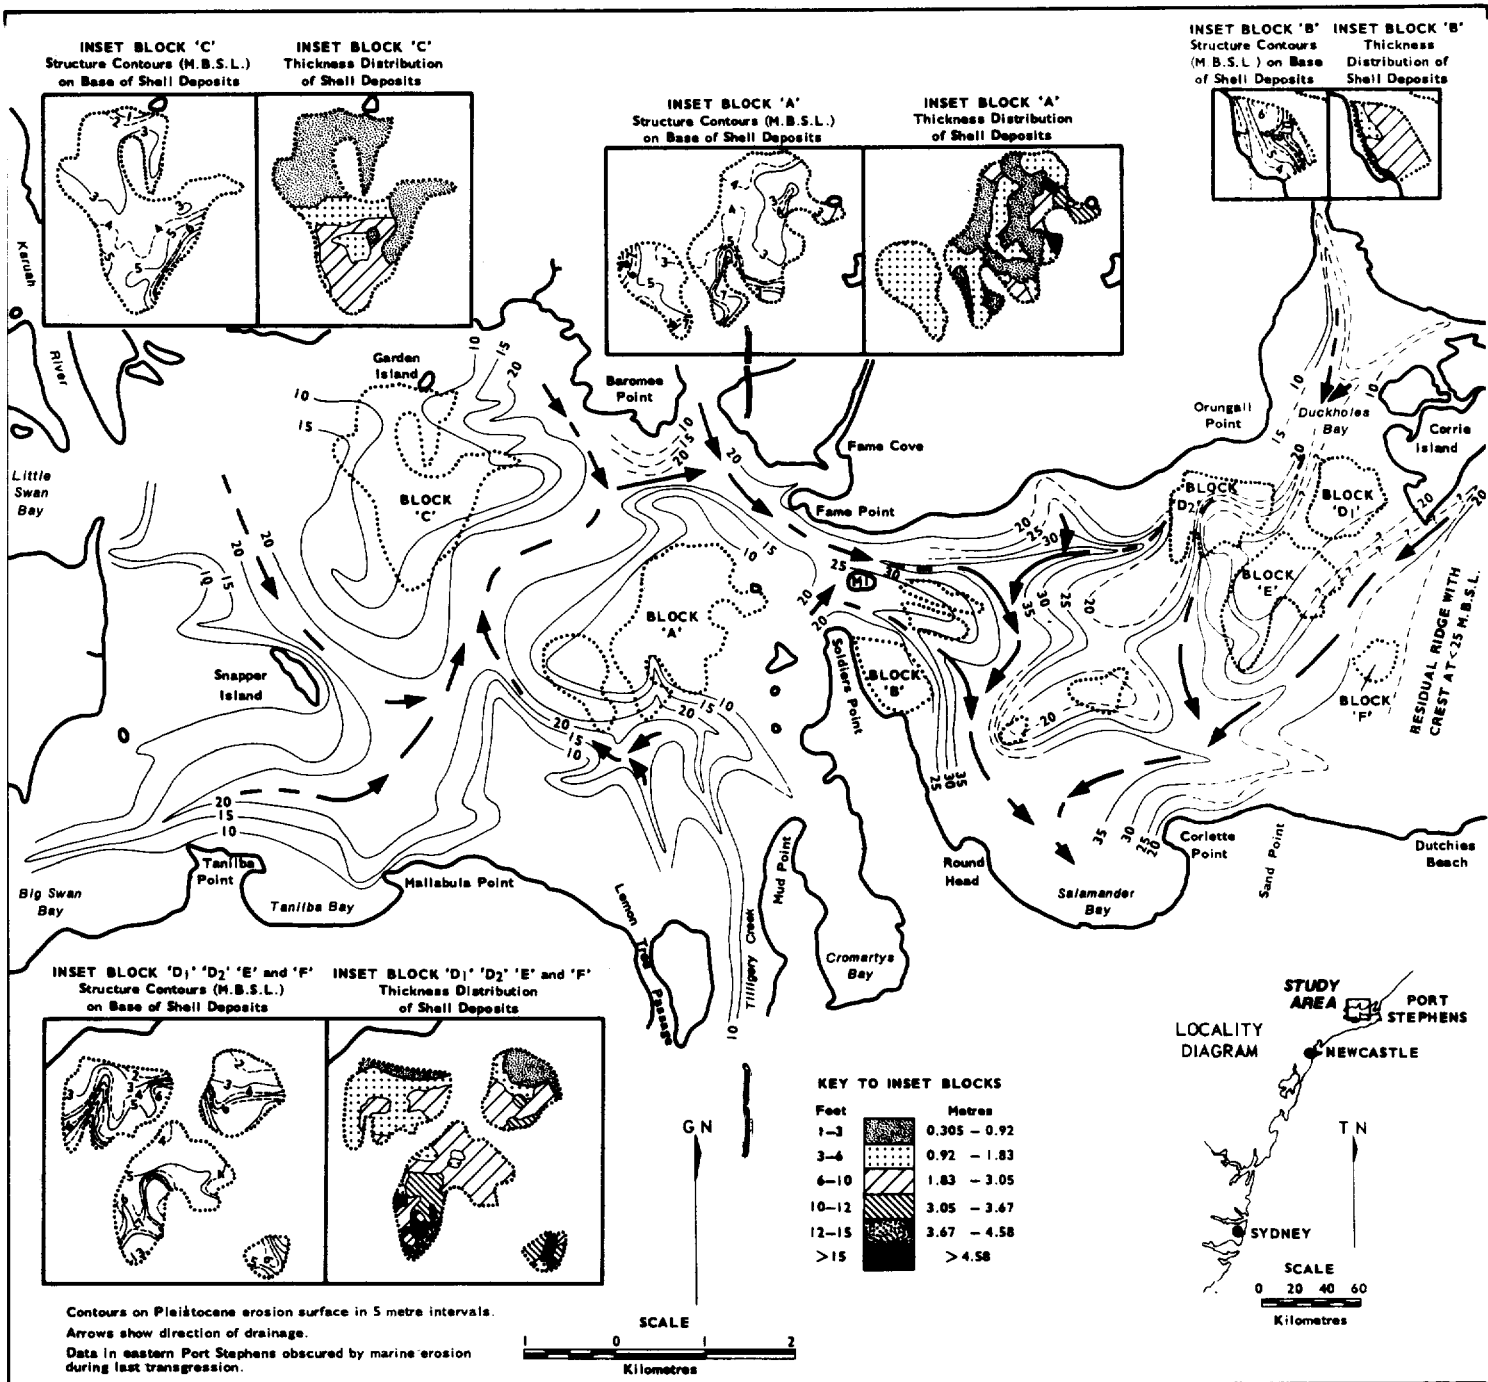 INSET BLOCK 'C'
Structure Contours (M.B.S.L.)
on Base of Shell Deposits
INSET BLOCK 'C'
Thickness Distribution
of Shell Deposits
INSET BLOCK 'A'
Structure Contours (M.B.S.L.)
on Base of Shell Deposits
INSET BLOCK 'A'
Thickness Distribution
of Shell Deposits
INSET BLOCK 'B'
Structure Contours
(M.B.S.L.) on Base
of Shell Deposits
INSET BLOCK 'B'
Thickness
Distribution of
Shell Deposits
Karuah
River
Little
Swan
Bay
Garden
Island
BLOCK
'C'
Baromee
Point
Fame Cove
Fame Point
Orungall
Point
Duckholes
Bay
Corrie
Island
BLOCK
'D2'
BLOCK
'D1'
BLOCK
'E'
BLOCK
'F'
RESIDUAL RIDGE WITH
CREST AT <25 M.B.S.L.
M1
BLOCK
'A'
BLOCK
'B'
Soldiers Point
Snapper
Island
Tanilba
Point
Mallabula Point
Big Swan
Bay
Tanilba Bay
Lemon Tree Passage
Tilligery Creek
Mud Point
Cromartys
Bay
Round
Head
Salamander
Bay
Corlette
Point
Sand Point
Dutchies
Beach
INSET BLOCK 'D1' 'D2' 'E' and 'F'
Structure Contours (M.B.S.L.)
on Base of Shell Deposits
INSET BLOCK 'D1' 'D2' 'E' and 'F'
Thickness Distribution
of Shell Deposits
KEY TO INSET BLOCKS
Feet Metres
1-3 0.305 - 0.92
3-6 0.92 - 1.83
6-10 1.83 - 3.05
10-12 3.05 - 3.67
12-15 3.67 - 4.58
>15 >4.58
GN
SCALE
1 0 1 2
Kilometres
Contours on Pleistocene erosion surface in 5 metre intervals.
Arrows show direction of drainage.
Data in eastern Port Stephens obscured by marine erosion
during last transgression.
STUDY
AREA
PORT
STEPHENS
LOCALITY
DIAGRAM
NEWCASTLE
TN
SYDNEY
SCALE
0 20 40 60
Kilometres